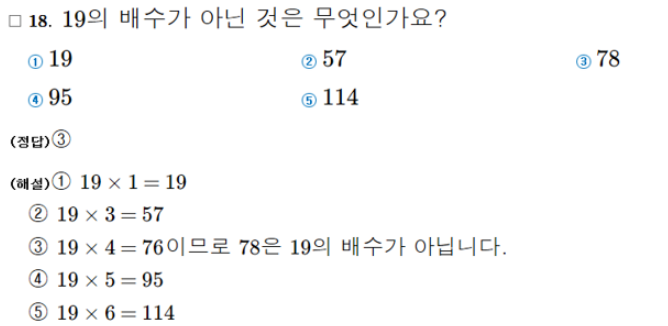 □ 18. 19의 배수가 아닌 것은 무엇인가요?
① 19 ② 57 ③ 78
④ 95 ⑤ 114
(정답)③
(해설)① 19 × 1 = 19
② 19 × 3 = 57
③ 19 × 4 = 76이므로 78은 19의 배수가 아닙니다.
④ 19 × 5 = 95
⑤ 19 × 6 = 114